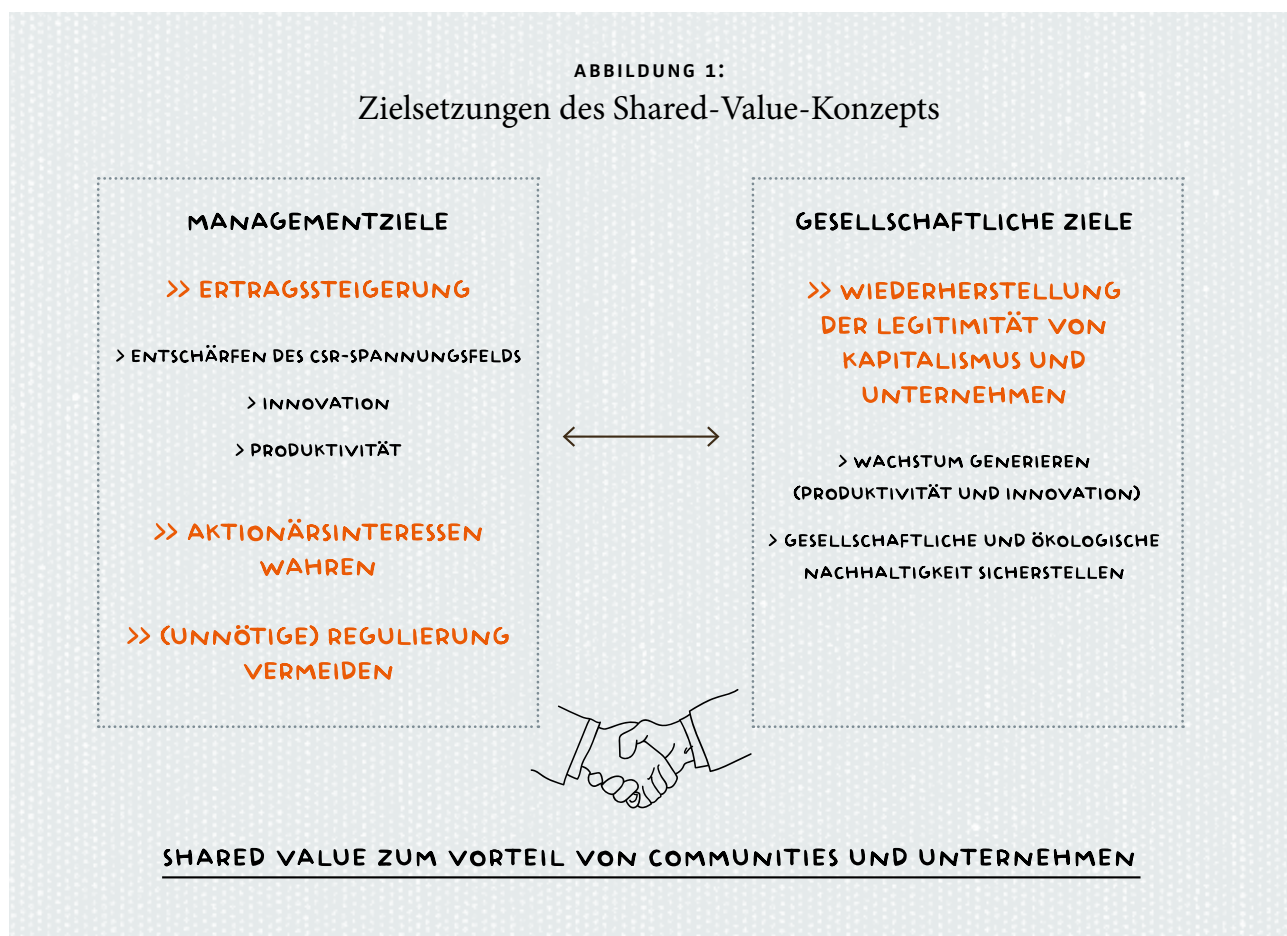 ABBILDUNG 1:
Zielsetzungen des Shared-Value-Konzepts
MANAGEMENTZIELE
>> ERTRAGSSTEIGERUNG
> ENTSCHÄRFEN DES CSR-SPANNUNGSFELDS
> INNOVATION
> PRODUKTIVITÄT
>> AKTIONÄRSINTERESSEN
WAHREN
>> (UNNÖTIGE) REGULIERUNG
VERMEIDEN
GESELLSCHAFTLICHE ZIELE
>> WIEDERHERSTELLUNG
DER LEGITIMITÄT VON
KAPITALISMUS UND
UNTERNEHMEN
> WACHSTUM GENERIEREN
(PRODUKTIVITÄT UND INNOVATION)
> GESELLSCHAFTLICHE UND ÖKOLOGISCHE
NACHHALTIGKEIT SICHERSTELLEN
SHARED VALUE ZUM VORTEIL VON COMMUNITIES UND UNTERNEHMEN